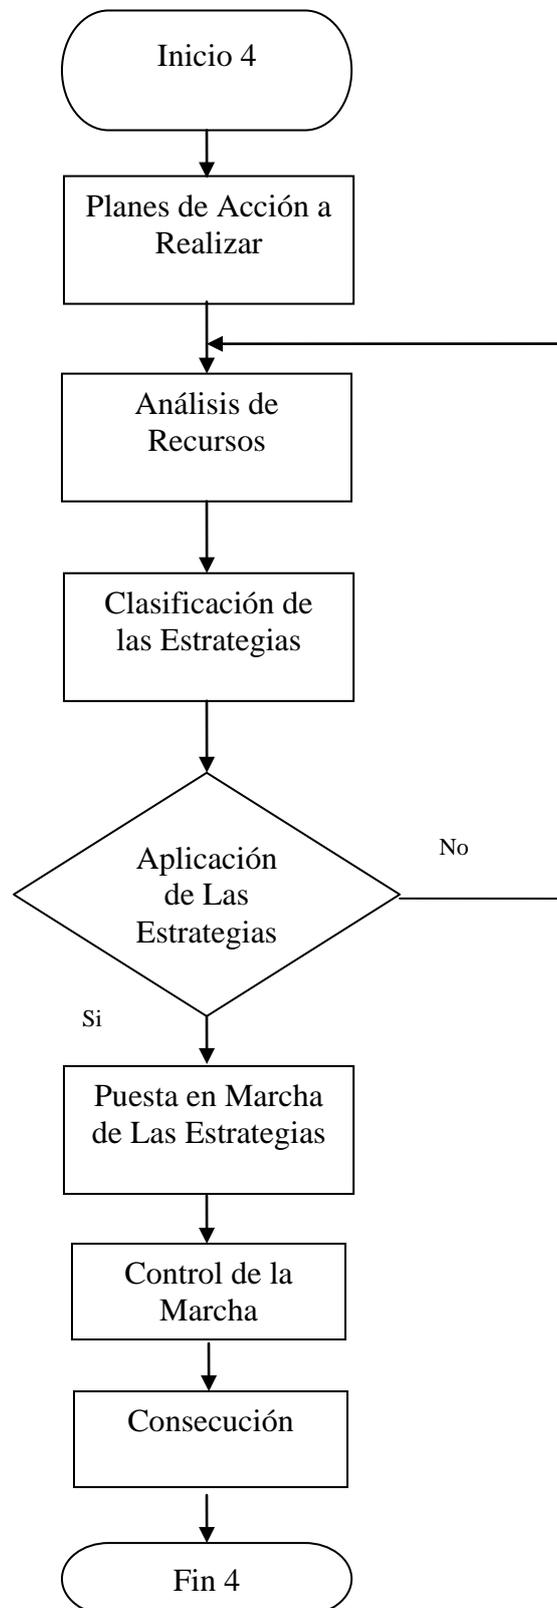 Inicio 4
Planes de Acción a
Realizar
Análisis de
Recursos
Clasificación de
las Estrategias
Aplicación
de Las
Estrategias
No
Si
Puesta en Marcha
de Las Estrategias
Control de la
Marcha
Consecución
Fin 4